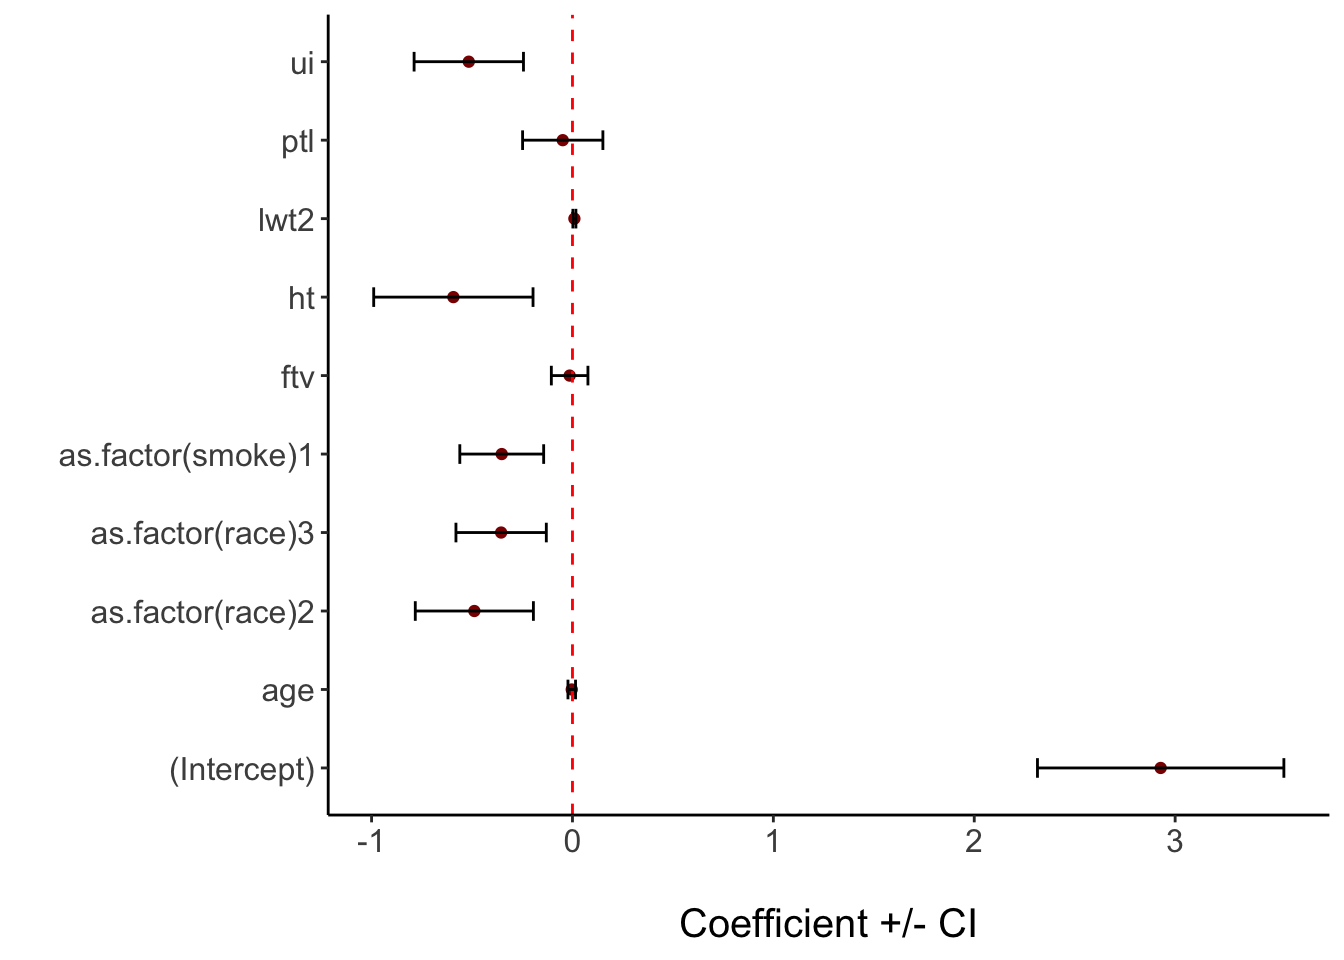 ui
ptl
lwt2
ht
ftv
as.factor(smoke)1
as.factor(race)3
as.factor(race)2
age
(Intercept)
-1 0 1 2 3
Coefficient +/- CI